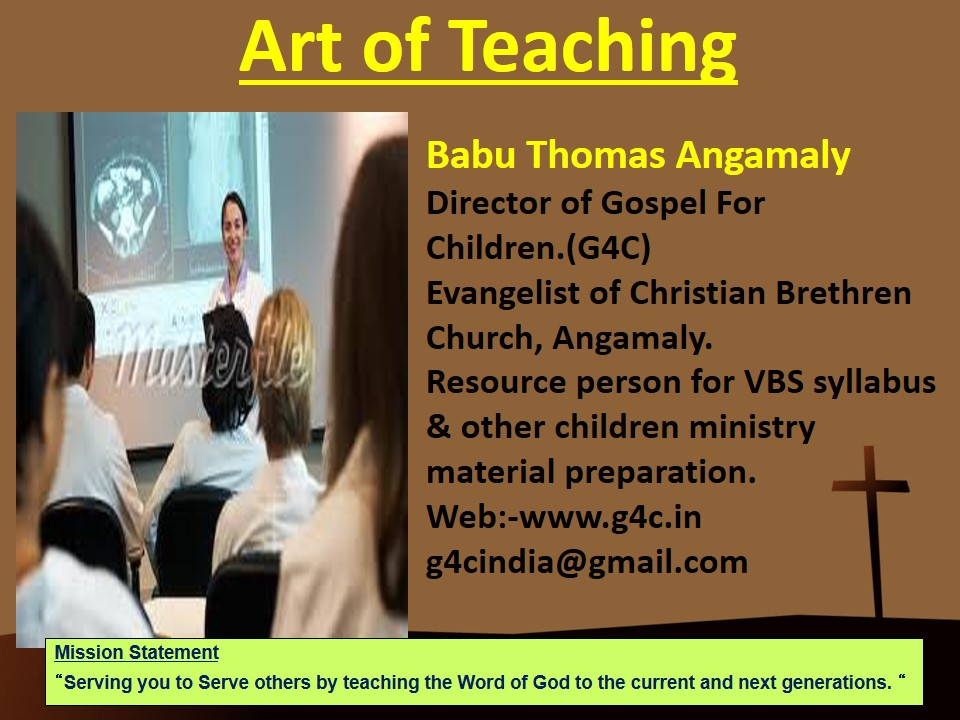 Art of Teaching
Babu Thomas Angamaly
Director of Gospel For
Children.(G4C)
Evangelist of Christian Brethren
Church, Angamaly.
Resource person for VBS syllabus
& other children ministry
material preparation.
Web:-www.g4c.in
g4cindia@gmail.com
Masterfile
Mission Statement
“Serving you to Serve others by teaching the Word of God to the current and next generations. “